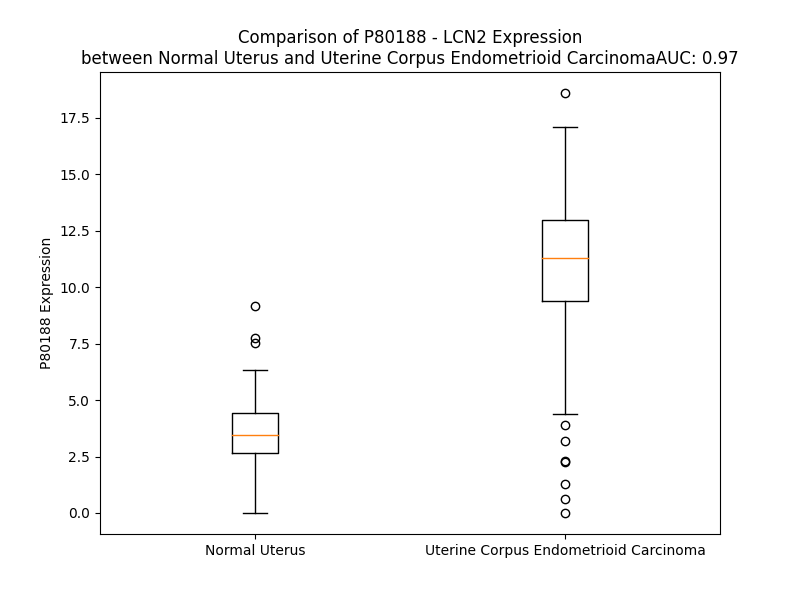 Comparison of P80188 - LCN2 Expression
between Normal Uterus and Uterine Corpus Endometrioid CarcinomaAUC: 0.97
17.5
15.0
12.5
10.0
7.5
5.0
2.5
0.0
P80188 Expression
Normal Uterus
Uterine Corpus Endometrioid Carcinoma